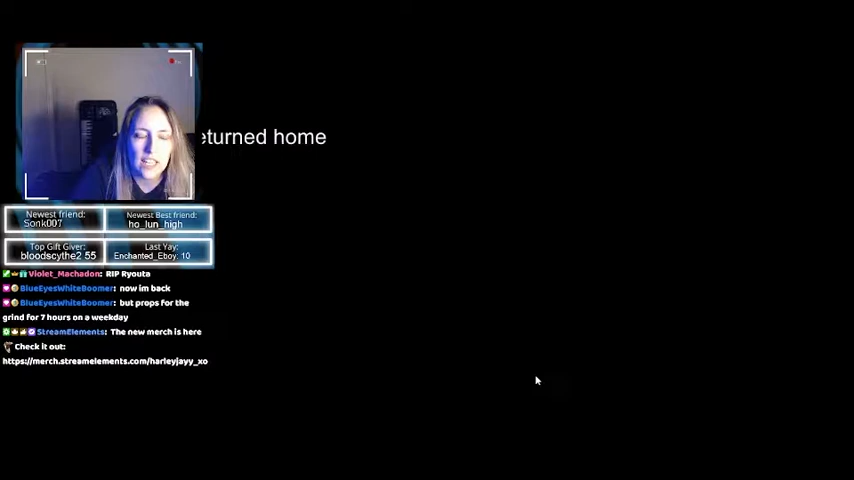 eturned home
Newest friend:
Sonk007
Newest Best friend:
ho_lun_high
Top Gift Giver:
bloodscythe2 55
Last Yay:
Enchanted_Eboy: 10
Violet_Machadon: RIP Ryouta
BlueEyesWhiteBoomer: now im back
BlueEyesWhiteBoomer: but props for the
grind for 7 hours on a weekday
StreamElements: The new merch is here
Check it out:
https://merch.streamelements.com/harleyjayy_xo